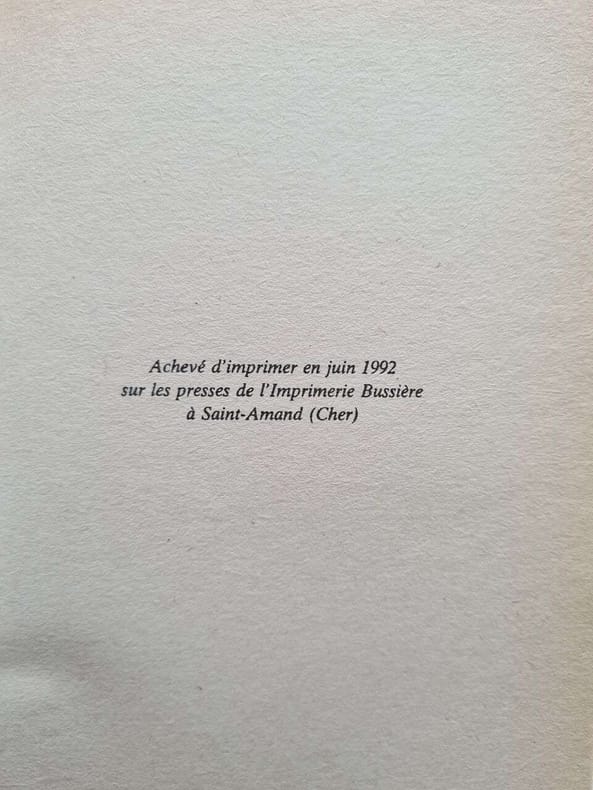 Achevé d'imprimer en juin 1992
sur les presses de l'Imprimerie Bussière
à Saint-Amand (Cher)